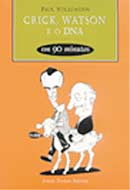 PAUL STRATHERN
CRICK, WATSON
E O DNA
em 90 minutos
Jorge Zahar Editor